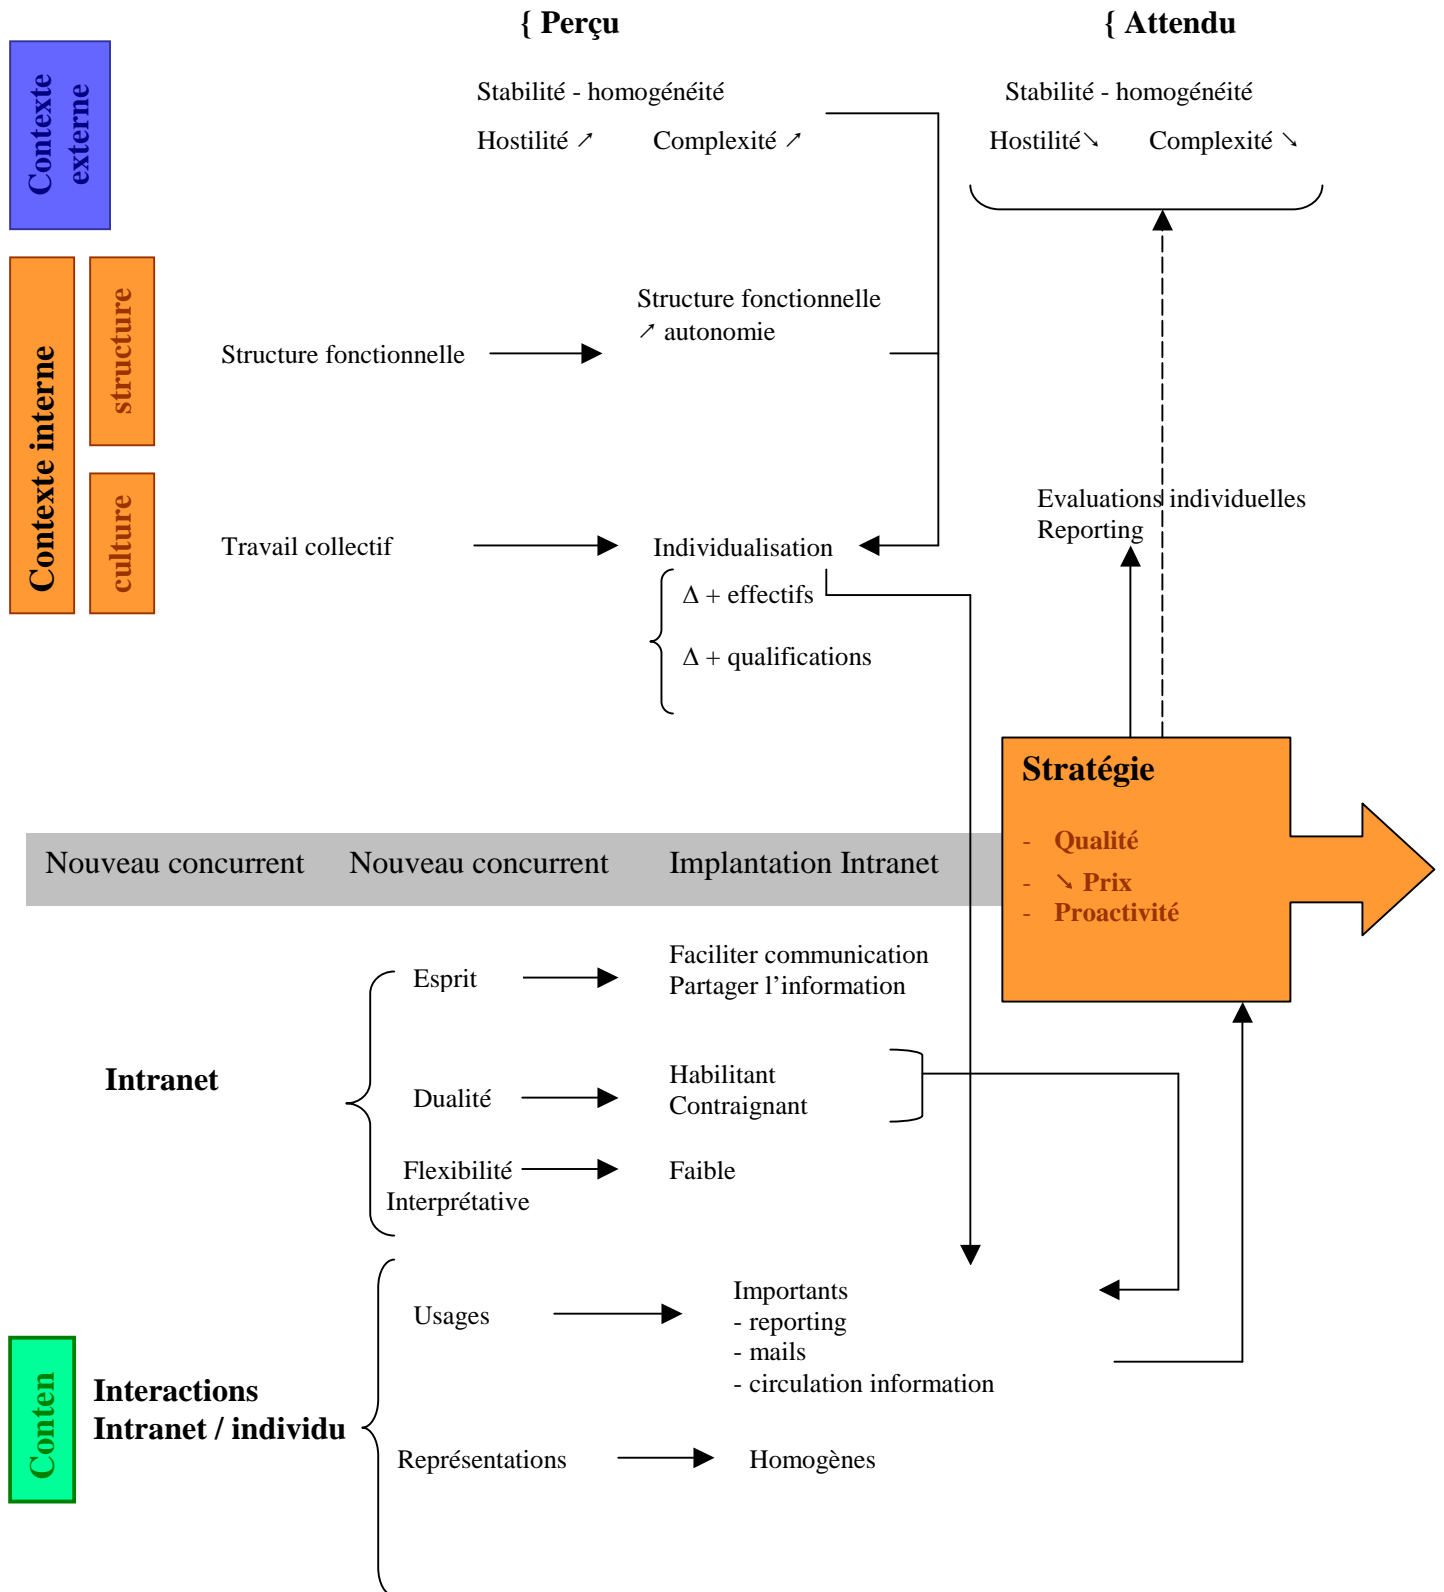 { Perçu
{ Attendu
Contexte
externe
Stabilité - homogénéité
Hostilité ↗ Complexité ↗
Stabilité - homogénéité
Hostilité↘ Complexité ↘
Contexte interne
structure
Structure fonctionnelle
Structure fonctionnelle
↗ autonomie
culture
Travail collectif
Individualisation
Δ + effectifs
Δ + qualifications
Evaluations individuelles
Reporting
Stratégie
- Qualité
- ↘ Prix
- Proactivité
Nouveau concurrent
Nouveau concurrent
Implantation Intranet
Intranet
Esprit
Faciliter communication
Partager l'information
Dualité
Habilitant
Contraignant
Flexibilité
Interprétative
Faible
Conten
Interactions
Intranet / individu
Usages
Importants
- reporting
- mails
- circulation information
Représentations
Homogènes